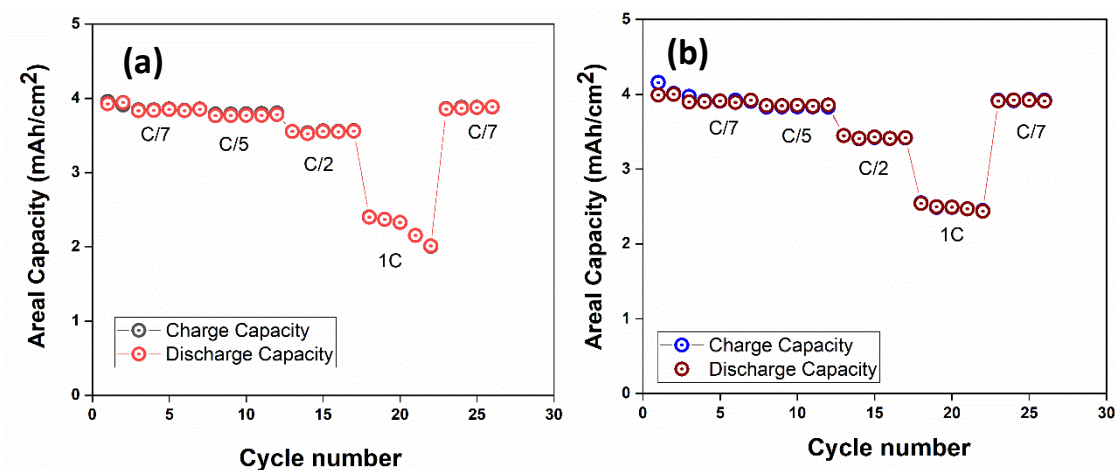 (a)
Areal Capacity (mAh/cm²)
5
4
3
2
1
0
C/7
C/5
C/2
1C
C/7
Charge Capacity
Discharge Capacity
0 5 10 15 20 25 30
Cycle number
(b)
Areal Capacity (mAh/cm²)
5
4
3
2
1
0
C/7
C/5
C/2
1C
C/7
Charge Capacity
Discharge Capacity
0 5 10 15 20 25 30
Cycle number